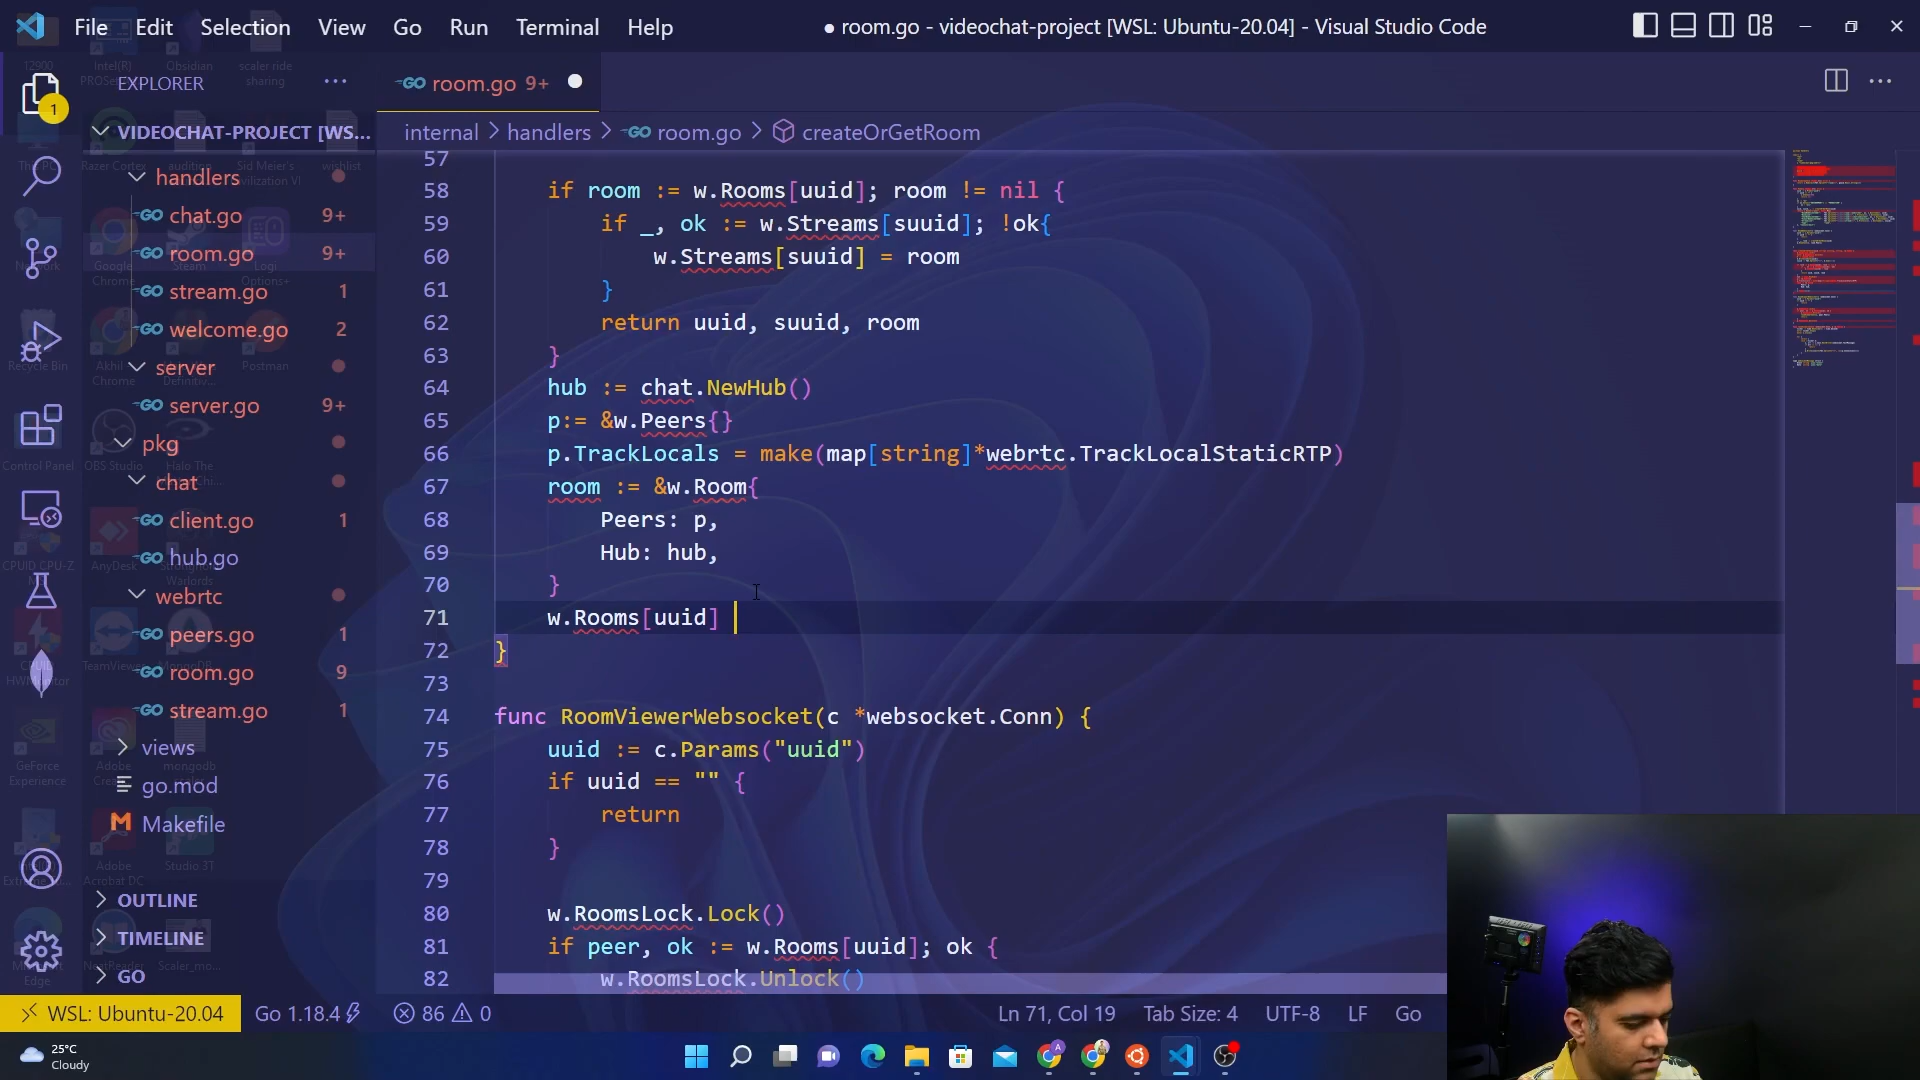 File Edit Selection View Go Run Terminal Help
● room.go - videochat-project [WSL: Ubuntu-20.04] - Visual Studio Code
EXPLORER
room.go 9+
VIDEOCHAT-PROJECT [WS...
internal > handlers > room.go > createOrGetRoom
1
handlers
chat.go 9+
room.go 9+
stream.go 1
welcome.go 2
server
server.go 9+
pkg
chat
client.go 1
hub.go
webrtc
peers.go 1
room.go 9
stream.go 1
views
go.mod
Makefile
OUTLINE
TIMELINE
GO
57
58 if room := w.Rooms[uuid]; room != nil {
59 if _, ok := w.Streams[suuid]; !ok{
60 w.Streams[suuid] = room
61 }
62 return uuid, suuid, room
63 }
64 hub := chat.NewHub()
65 p:= &w.Peers{}
66 p.TrackLocals = make(map[string]*webrtc.TrackLocalStaticRTP)
67 room := &w.Room{
68 Peers: p,
69 Hub: hub,
70 }
71 w.Rooms[uuid]
72 }
73
74 func RoomViewerWebsocket(c *websocket.Conn) {
75 uuid := c.Params("uuid")
76 if uuid == "" {
77 return
78 }
79
80 w.RoomsLock.Lock()
81 if peer, ok := w.Rooms[uuid]; ok {
82 w.RoomsLock.Unlock()
WSL: Ubuntu-20.04 Go 1.18.4 86 0 Ln 71, Col 19 Tab Size: 4 UTF-8 LF Go
25°C
Cloudy